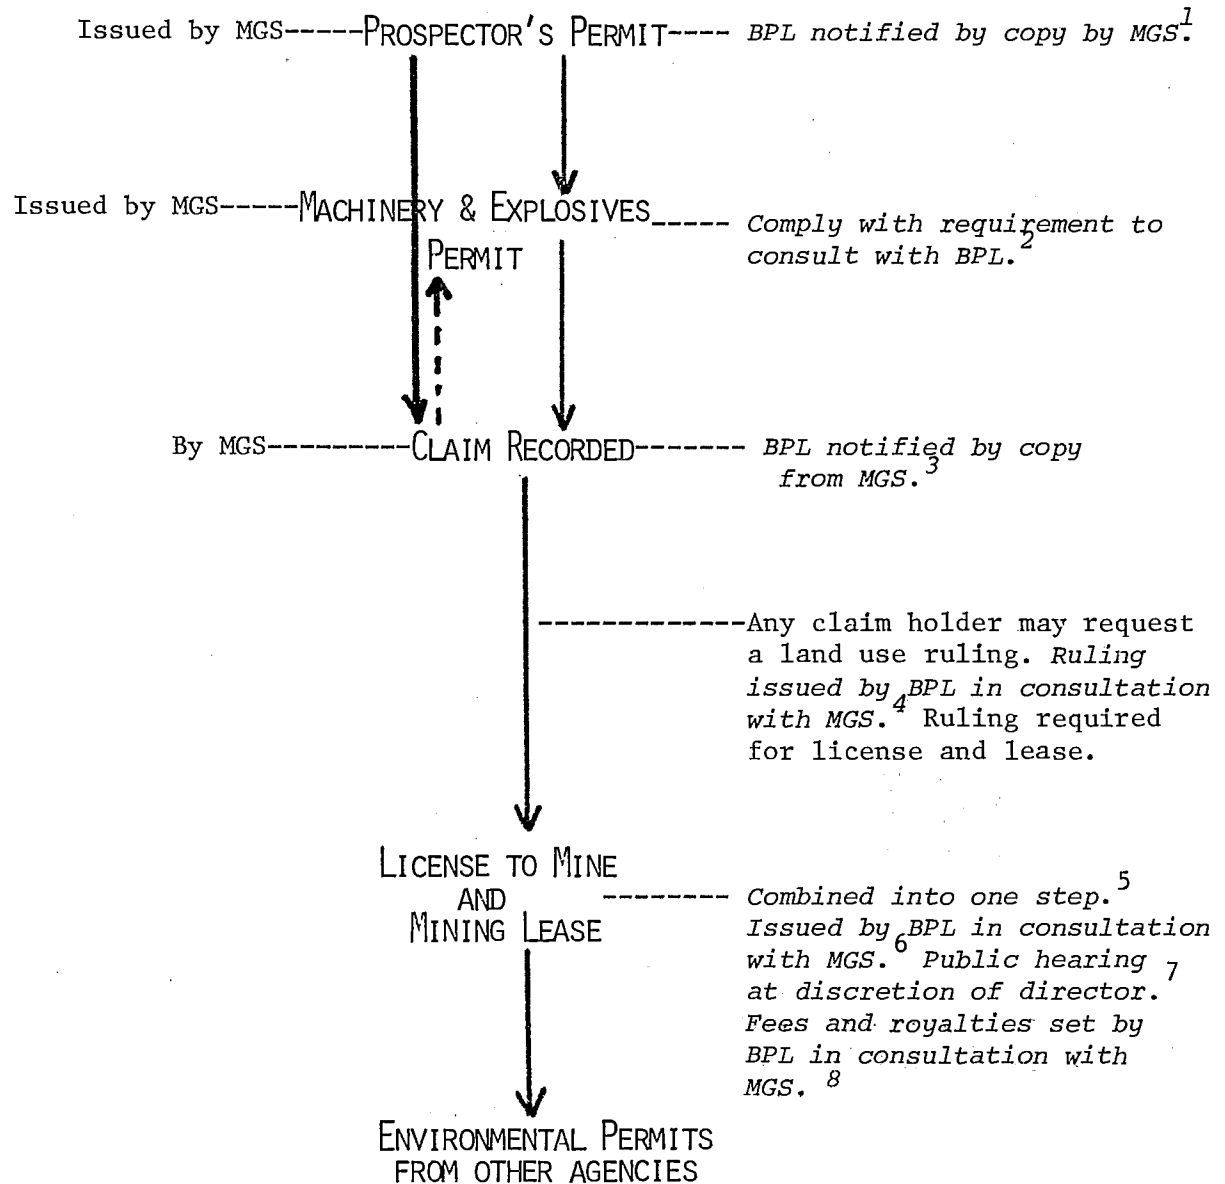 Issued by MGS-----PROSPECTOR'S PERMIT---- BPL notified by copy by MGS.1
Issued by MGS-----MACHINERY & EXPLOSIVES
PERMIT
----- Comply with requirement to
consult with BPL.2
By MGS---------CLAIM RECORDED------- BPL notified by copy
from MGS.3
-------------Any claim holder may request
a land use ruling. Ruling
issued by BPL in consultation
with MGS.4 Ruling required
for license and lease.
LICENSE TO MINE
AND
MINING LEASE
-------- Combined into one step.5
Issued by BPL in consultation
with MGS.6 Public hearing
at discretion of director.7
Fees and royalties set by
BPL in consultation with
MGS. 8
ENVIRONMENTAL PERMITS
FROM OTHER AGENCIES